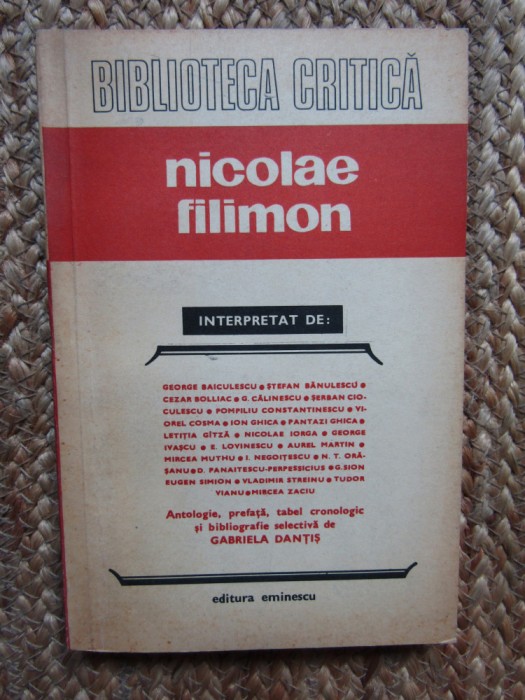 BIBLIOTECA CRITICĂ
nicolae
filimon
INTERPRETAT DE:
GEORGE BAICULESCU • ŞTEFAN BĂNULESCU •
CEZAR BOLLIAC • G. CĂLINESCU • ŞERBAN CIO-
CULESCU • POMPILIU CONSTANTINESCU • VI-
OREL COSMA • ION GHICA • PANTAZI GHICA •
LETIŢIA GÎTZĂ • NICOLAE IORGA • GEORGE
IVAŞCU • E. LOVINESCU • AUREL MARTIN •
MIRCEA MUTHU • I. NEGOIŢESCU • N. T. ORĂ-
ŞANU • D. PANAITESCU-PERPESSICIUS • G. SION
EUGEN SIMION • VLADIMIR STREINU • TUDOR
VIANU • MIRCEA ZACIU
Antologie, prefaţă, tabel cronologic
şi bibliografie selectivă de
GABRIELA DANŢIŞ
editura eminescu